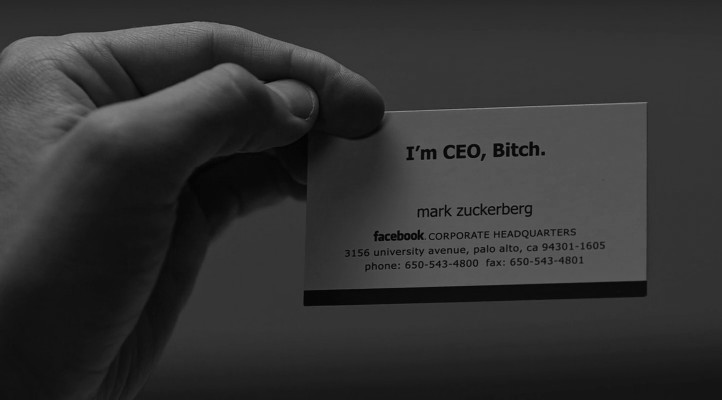 I'm CEO, Bitch.
mark zuckerberg
facebook. CORPORATE HEADQUARTERS
3156 university avenue, palo alto, ca 94301-1605
phone: 650-543-4800 fax: 650-543-4801